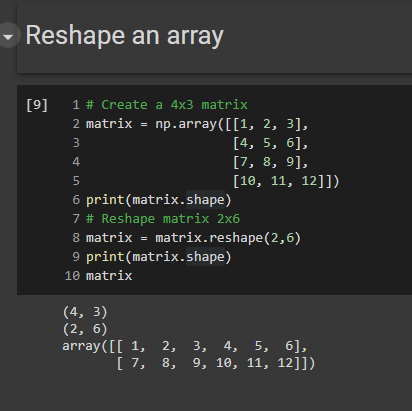 Reshape an array
[9] 1 # Create a 4x3 matrix
2 matrix = np.array([[1, 2, 3],
3 [4, 5, 6],
4 [7, 8, 9],
5 [10, 11, 12]])
6 print(matrix.shape)
7 # Reshape matrix 2x6
8 matrix = matrix.reshape(2,6)
9 print(matrix.shape)
10 matrix
(4, 3)
(2, 6)
array([[ 1, 2, 3, 4, 5, 6],
[ 7, 8, 9, 10, 11, 12]])